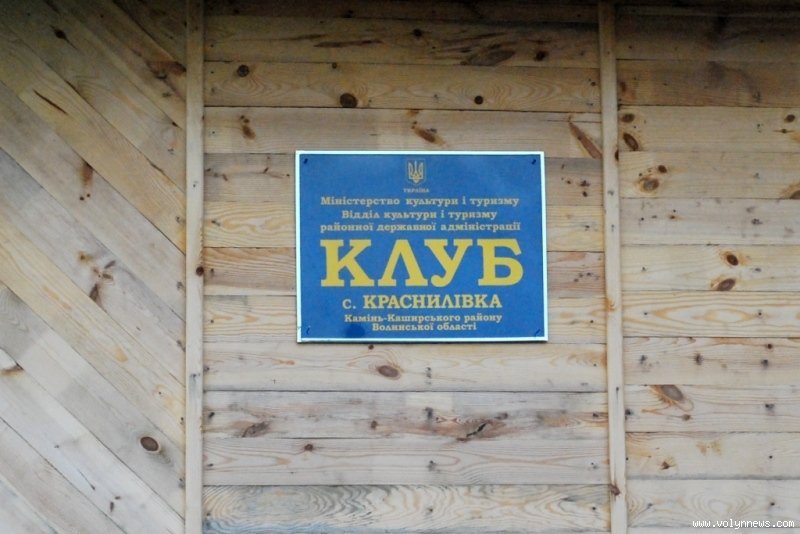 УКРАЇНА
Міністерство культури і туризму
Відділ культури і туризму
районної державної адміністрації
КЛУБ
с. КРАСНИЛІВКА
Камінь-Каширського району
Волинської області
www.volynnews.com